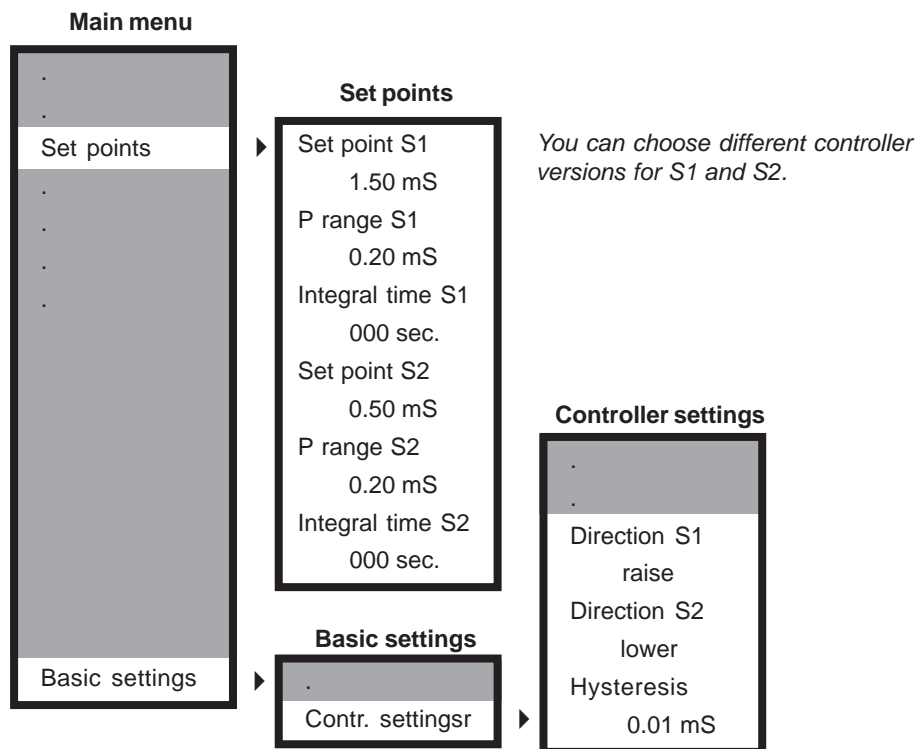 Main menu
.
.
Set points
.
.
.
.
Basic settings
Set points
Set point S1
1.50 mS
P range S1
0.20 mS
Integral time S1
000 sec.
Set point S2
0.50 mS
P range S2
0.20 mS
Integral time S2
000 sec.
You can choose different controller
versions for S1 and S2.
Basic settings
.
Contr. settingsr
Controller settings
.
.
Direction S1
raise
Direction S2
lower
Hysteresis
0.01 mS